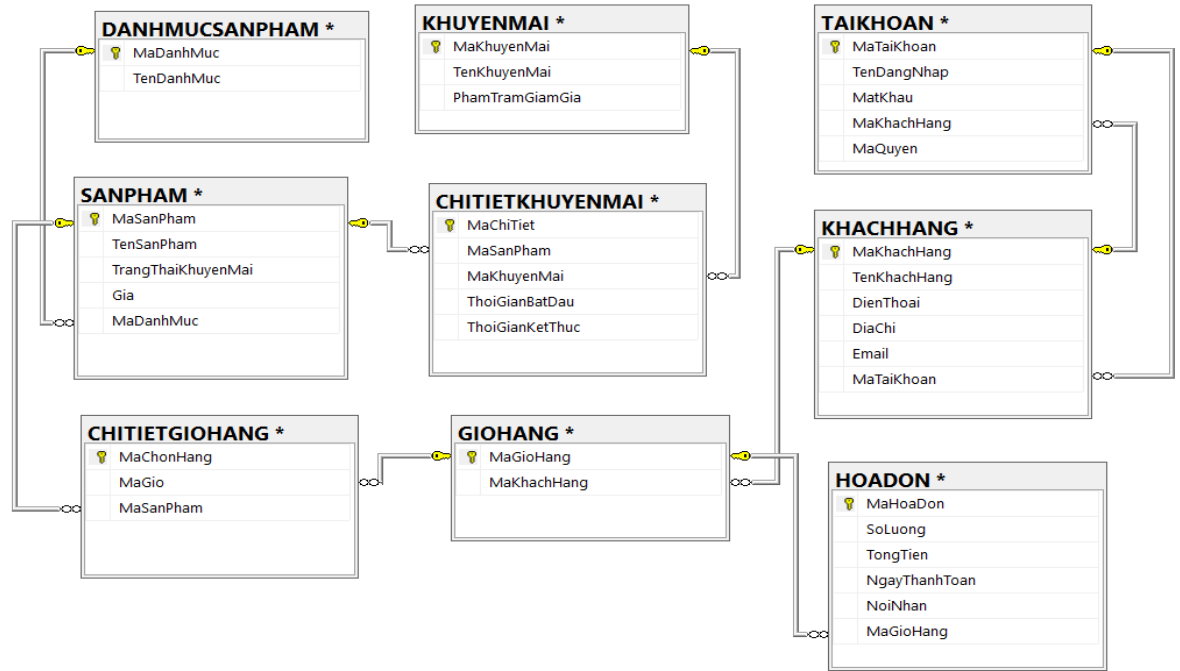 DANHMUCSANPHAM *
MaDanhMuc
TenDanhMuc
KHUYENMAI *
MaKhuyenMai
TenKhuyenMai
PhamTramGiamGia
TAIKHOAN *
MaTaiKhoan
TenDangNhap
MatKhau
MaKhachHang
MaQuyen
SANPHAM *
MaSanPham
TenSanPham
TrangThaiKhuyenMai
Gia
MaDanhMuc
CHITIETKHUYENMAI *
MaChiTiet
MaSanPham
MaKhuyenMai
ThoiGianBatDau
ThoiGianKetThuc
KHACHHANG *
MaKhachHang
TenKhachHang
DienThoai
DiaChi
Email
MaTaiKhoan
CHITIETGIOHANG *
MaChonHang
MaGio
MaSanPham
GIOHANG *
MaGioHang
MaKhachHang
HOADON *
MaHoaDon
SoLuong
TongTien
NgayThanhToan
NoiNhan
MaGioHang